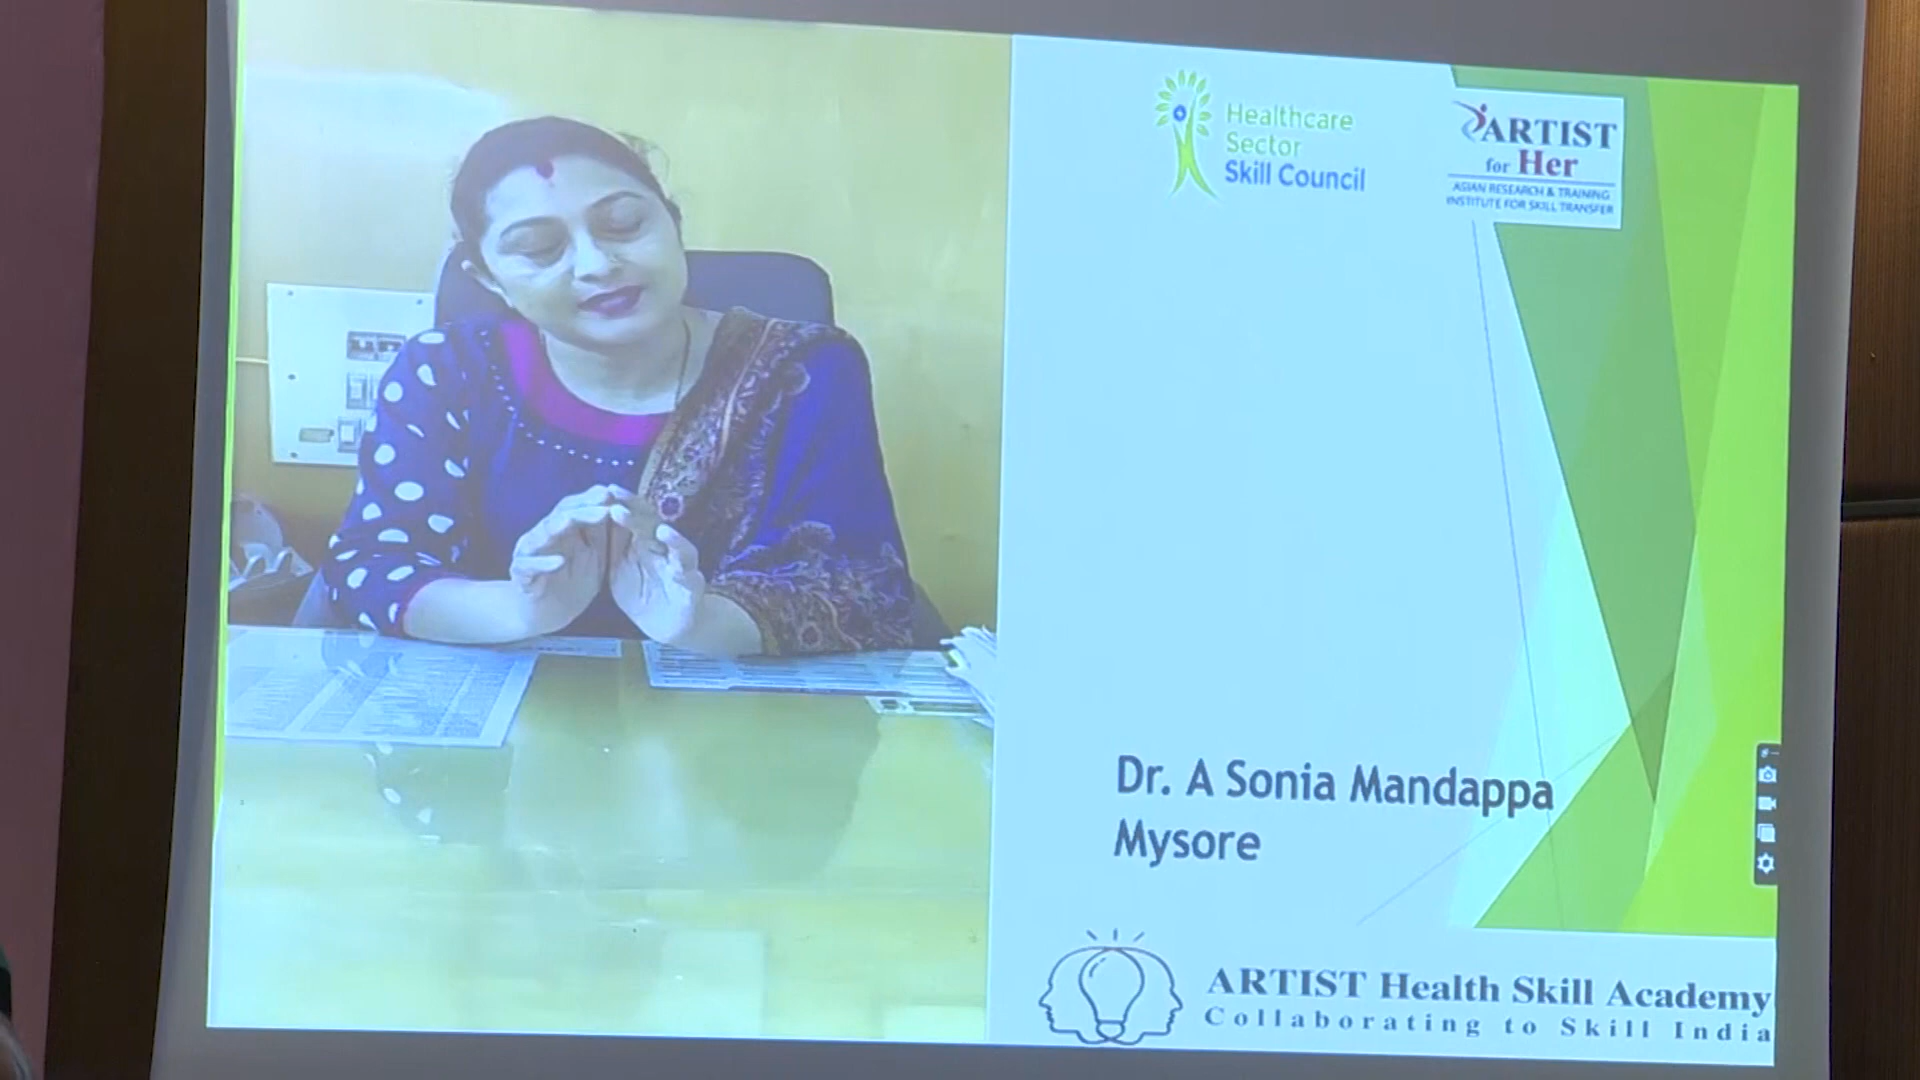 Healthcare
Sector
Skill Council
ARTIST
for Her
ASIAN RESEARCH & TRAINING
INSTITUTE FOR SKILL TRANSFER
Dr. A Sonia Mandappa
Mysore
ARTIST Health Skill Academy
Collaborating to Skill India